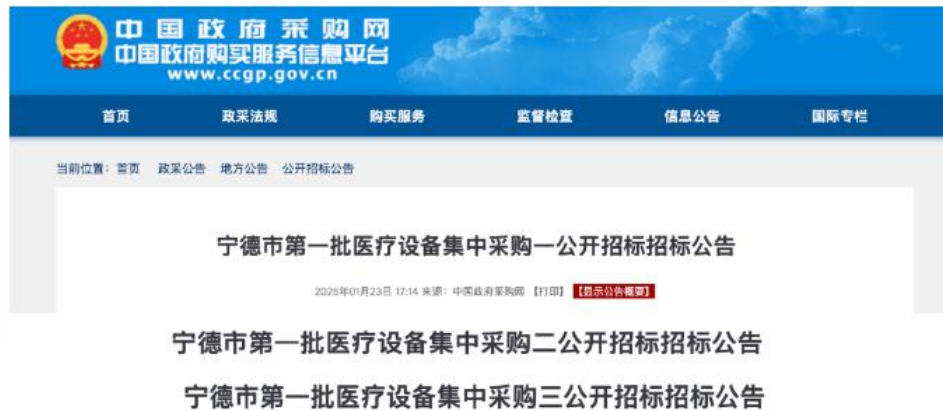 中国政府采购网
中国政府购买服务信息平台
www.ccgp.gov.cn
首页 政采法规 购买服务 监督检查 信息公告 国际专栏
当前位置：首页 政采公告 地方公告 公开招标公告
宁德市第一批医疗设备集中采购一公开招标招标公告
2025年01月23日 17:14 来源：中国政府采购网 【打印】 【显示公告概要】
宁德市第一批医疗设备集中采购二公开招标招标公告
宁德市第一批医疗设备集中采购三公开招标招标公告